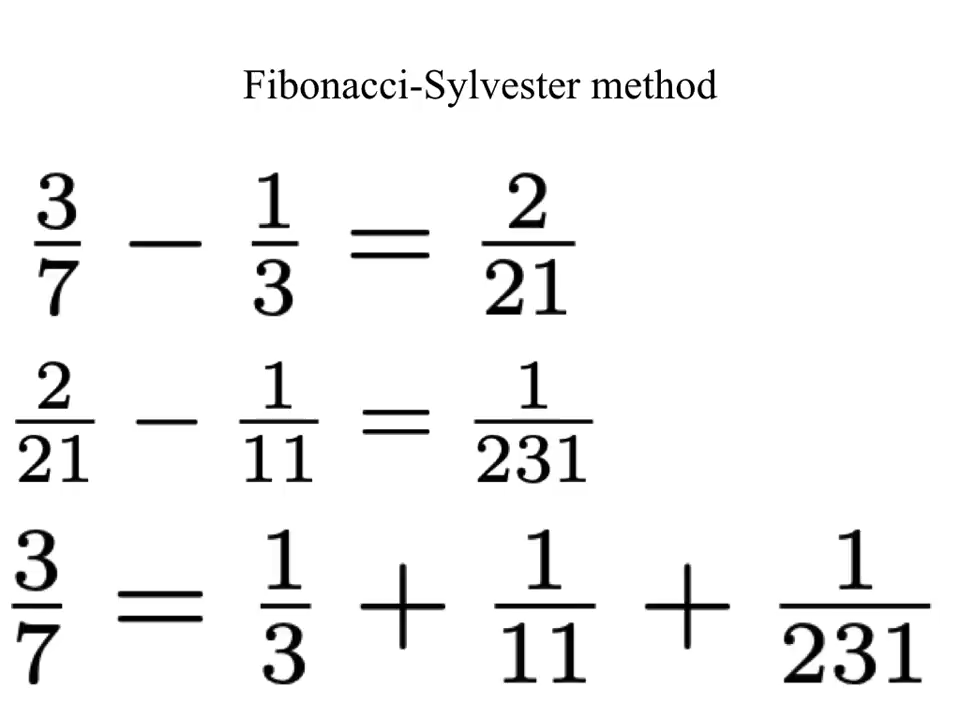 Fibonacci-Sylvester method
3/7 − 1/3 = 2/21
2/21 − 1/11 = 1/231
3/7 = 1/3 + 1/11 + 1/231